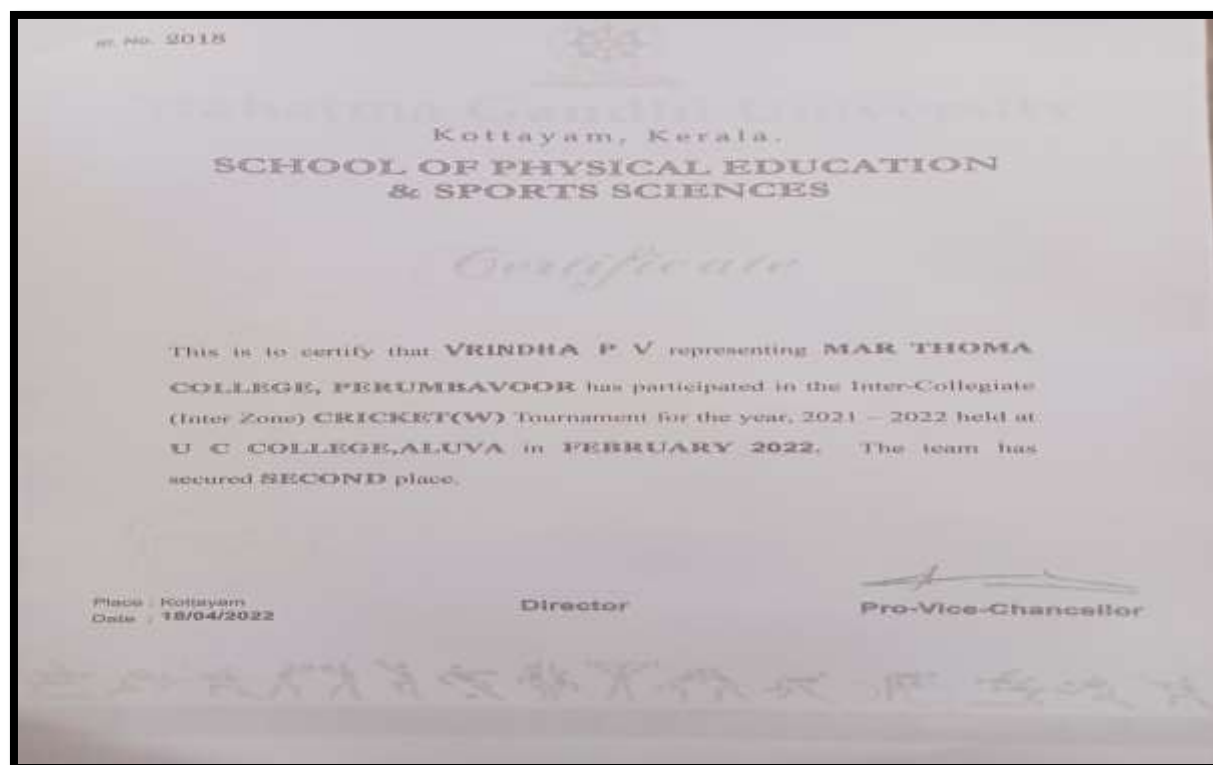 No. 2018
Mahatma Gandhi University
Kottayam, Kerala.
SCHOOL OF PHYSICAL EDUCATION
& SPORTS SCIENCES
Certificate
This is to certify that VRINDHA P V representing MAR THOMA
COLLEGE, PERUMBAVOOR has participated in the Inter-Collegiate
(Inter Zone) CRICKET(W) Tournament for the year, 2021 – 2022 held at
U C COLLEGE,ALUVA in FEBRUARY 2022. The team has
secured SECOND place.
Place : Kottayam
Date : 18/04/2022
Director
Pro-Vice-Chancellor